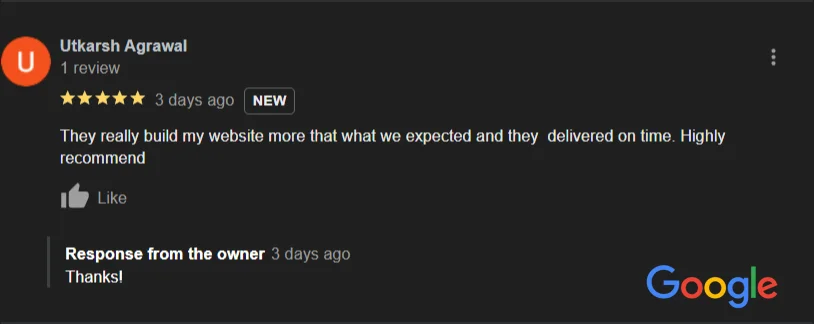 U
Utkarsh Agrawal
1 review
3 days ago NEW
They really build my website more that what we expected and they  delivered on time. Highly
recommend
Like
Response from the owner 3 days ago
Thanks!
Google